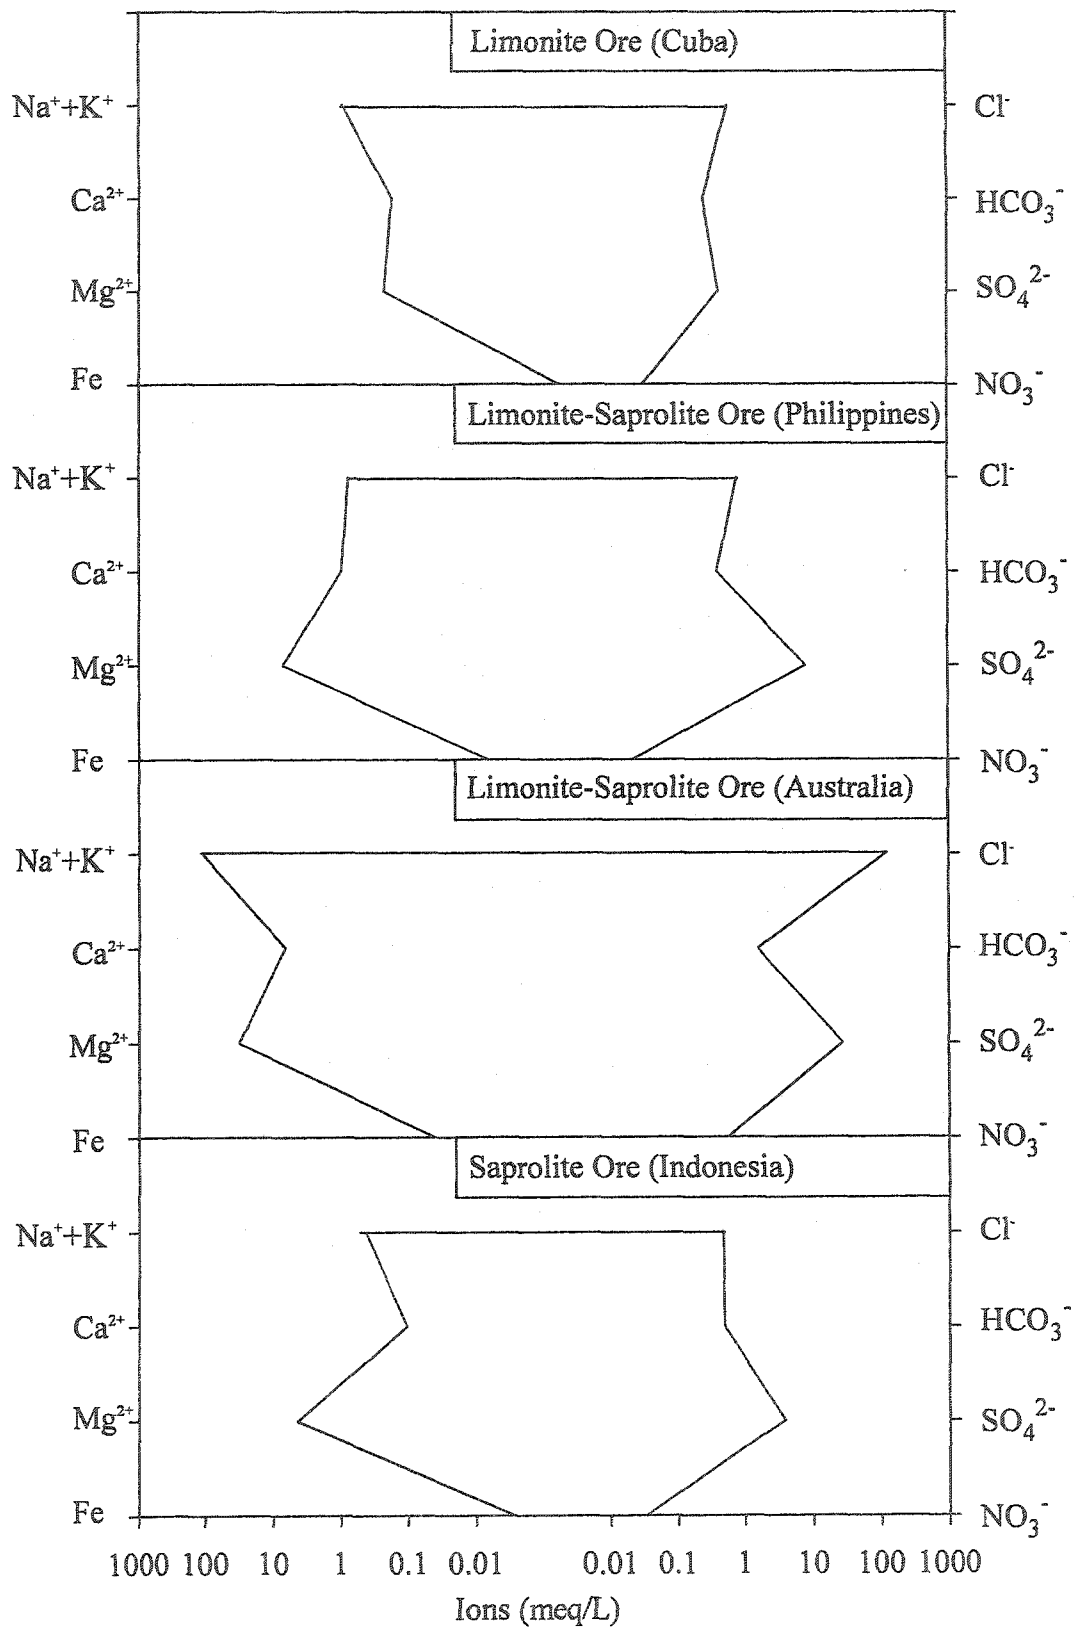 Limonite Ore (Cuba)
Na⁺+K⁺ Cl⁻
Ca²⁺ HCO₃⁻
Mg²⁺ SO₄²⁻
Fe NO₃⁻
Limonite-Saprolite Ore (Philippines)
Na⁺+K⁺ Cl⁻
Ca²⁺ HCO₃⁻
Mg²⁺ SO₄²⁻
Fe NO₃⁻
Limonite-Saprolite Ore (Australia)
Na⁺+K⁺ Cl⁻
Ca²⁺ HCO₃⁻
Mg²⁺ SO₄²⁻
Fe NO₃⁻
Saprolite Ore (Indonesia)
Na⁺+K⁺ Cl⁻
Ca²⁺ HCO₃⁻
Mg²⁺ SO₄²⁻
Fe NO₃⁻
1000 100 10 1 0.1 0.01 0.01 0.1 1 10 100 1000
Ions (meq/L)